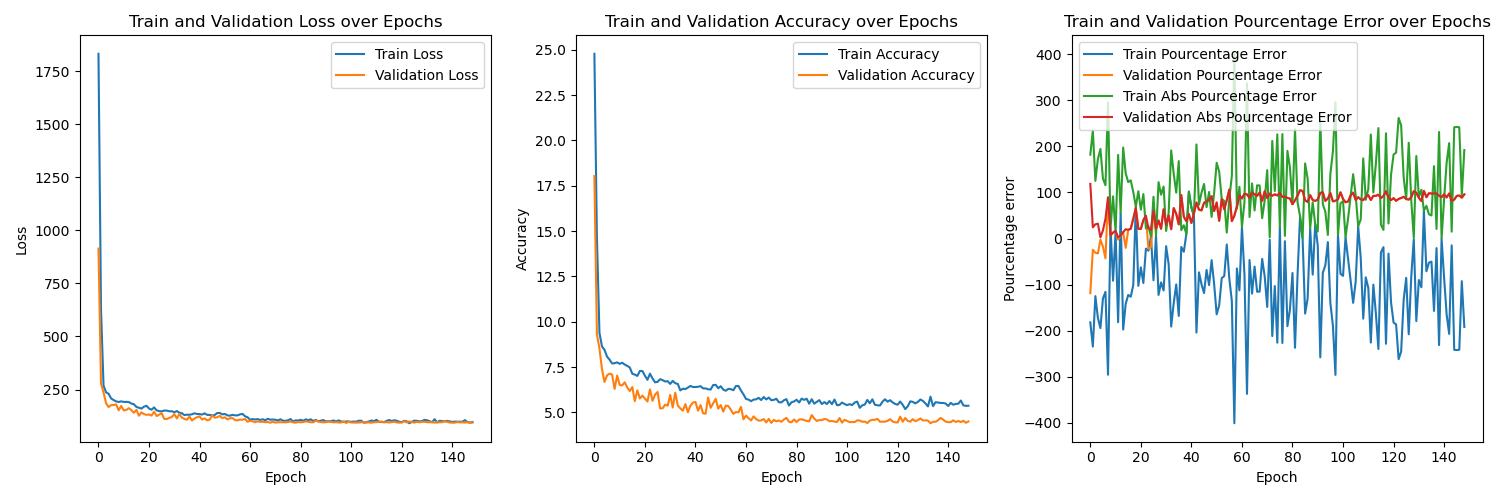 Train and Validation Loss over Epochs
Train Loss
Validation Loss
1750
1500
1250
1000
750
500
250
Loss
0 20 40 60 80 100 120 140
Epoch
Train and Validation Accuracy over Epochs
Train Accuracy
Validation Accuracy
25.0
22.5
20.0
17.5
15.0
12.5
10.0
7.5
5.0
Accuracy
0 20 40 60 80 100 120 140
Epoch
Train and Validation Pourcentage Error over Epochs
Train Pourcentage Error
Validation Pourcentage Error
Train Abs Pourcentage Error
Validation Abs Pourcentage Error
400
300
200
100
0
−100
−200
−300
−400
Pourcentage error
0 20 40 60 80 100 120 140
Epoch